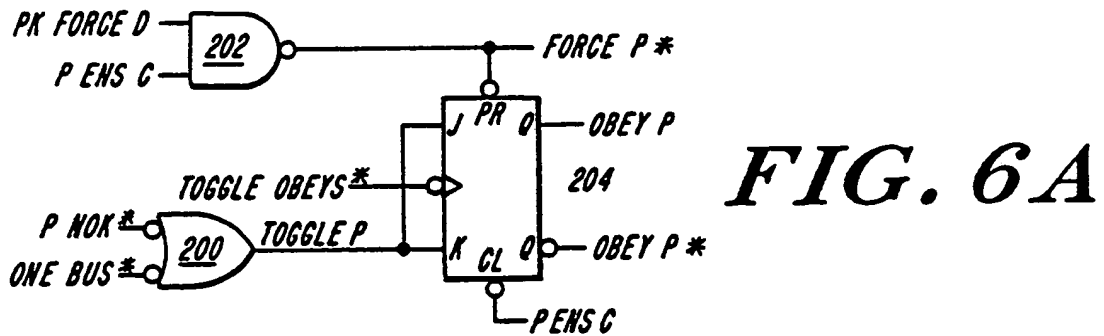 PK FORCE D
202
P ENS C
FORCE P *
PR
J
Q
OBEY P
TOGGLE OBEYS *
204
P NOK *
200
ONE BUS *
TOGGLE P
K
CL
Q
OBEY P *
P ENS C
FIG. 6A